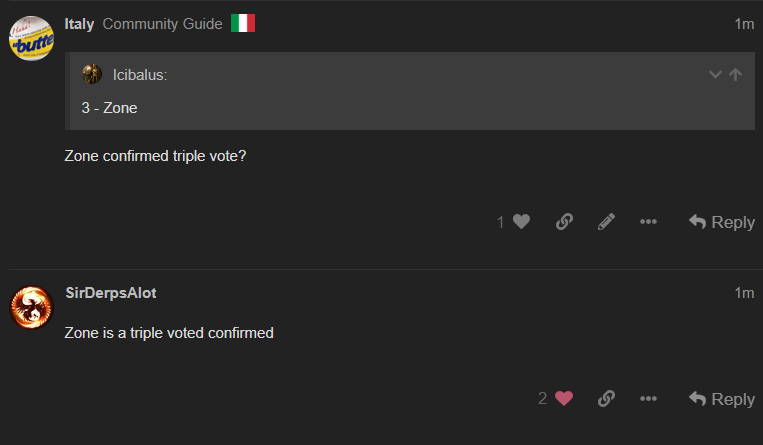 Italy Community Guide 1m
Icibalus:
3 - Zone
Zone confirmed triple vote?
1 Reply
SirDerpsAlot 1m
Zone is a triple voted confirmed
2 Reply